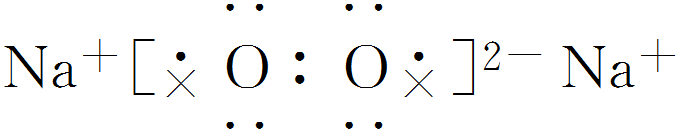 Na⁺[×̇ Ö̤ : Ö̤ ×̇]²⁻ Na⁺